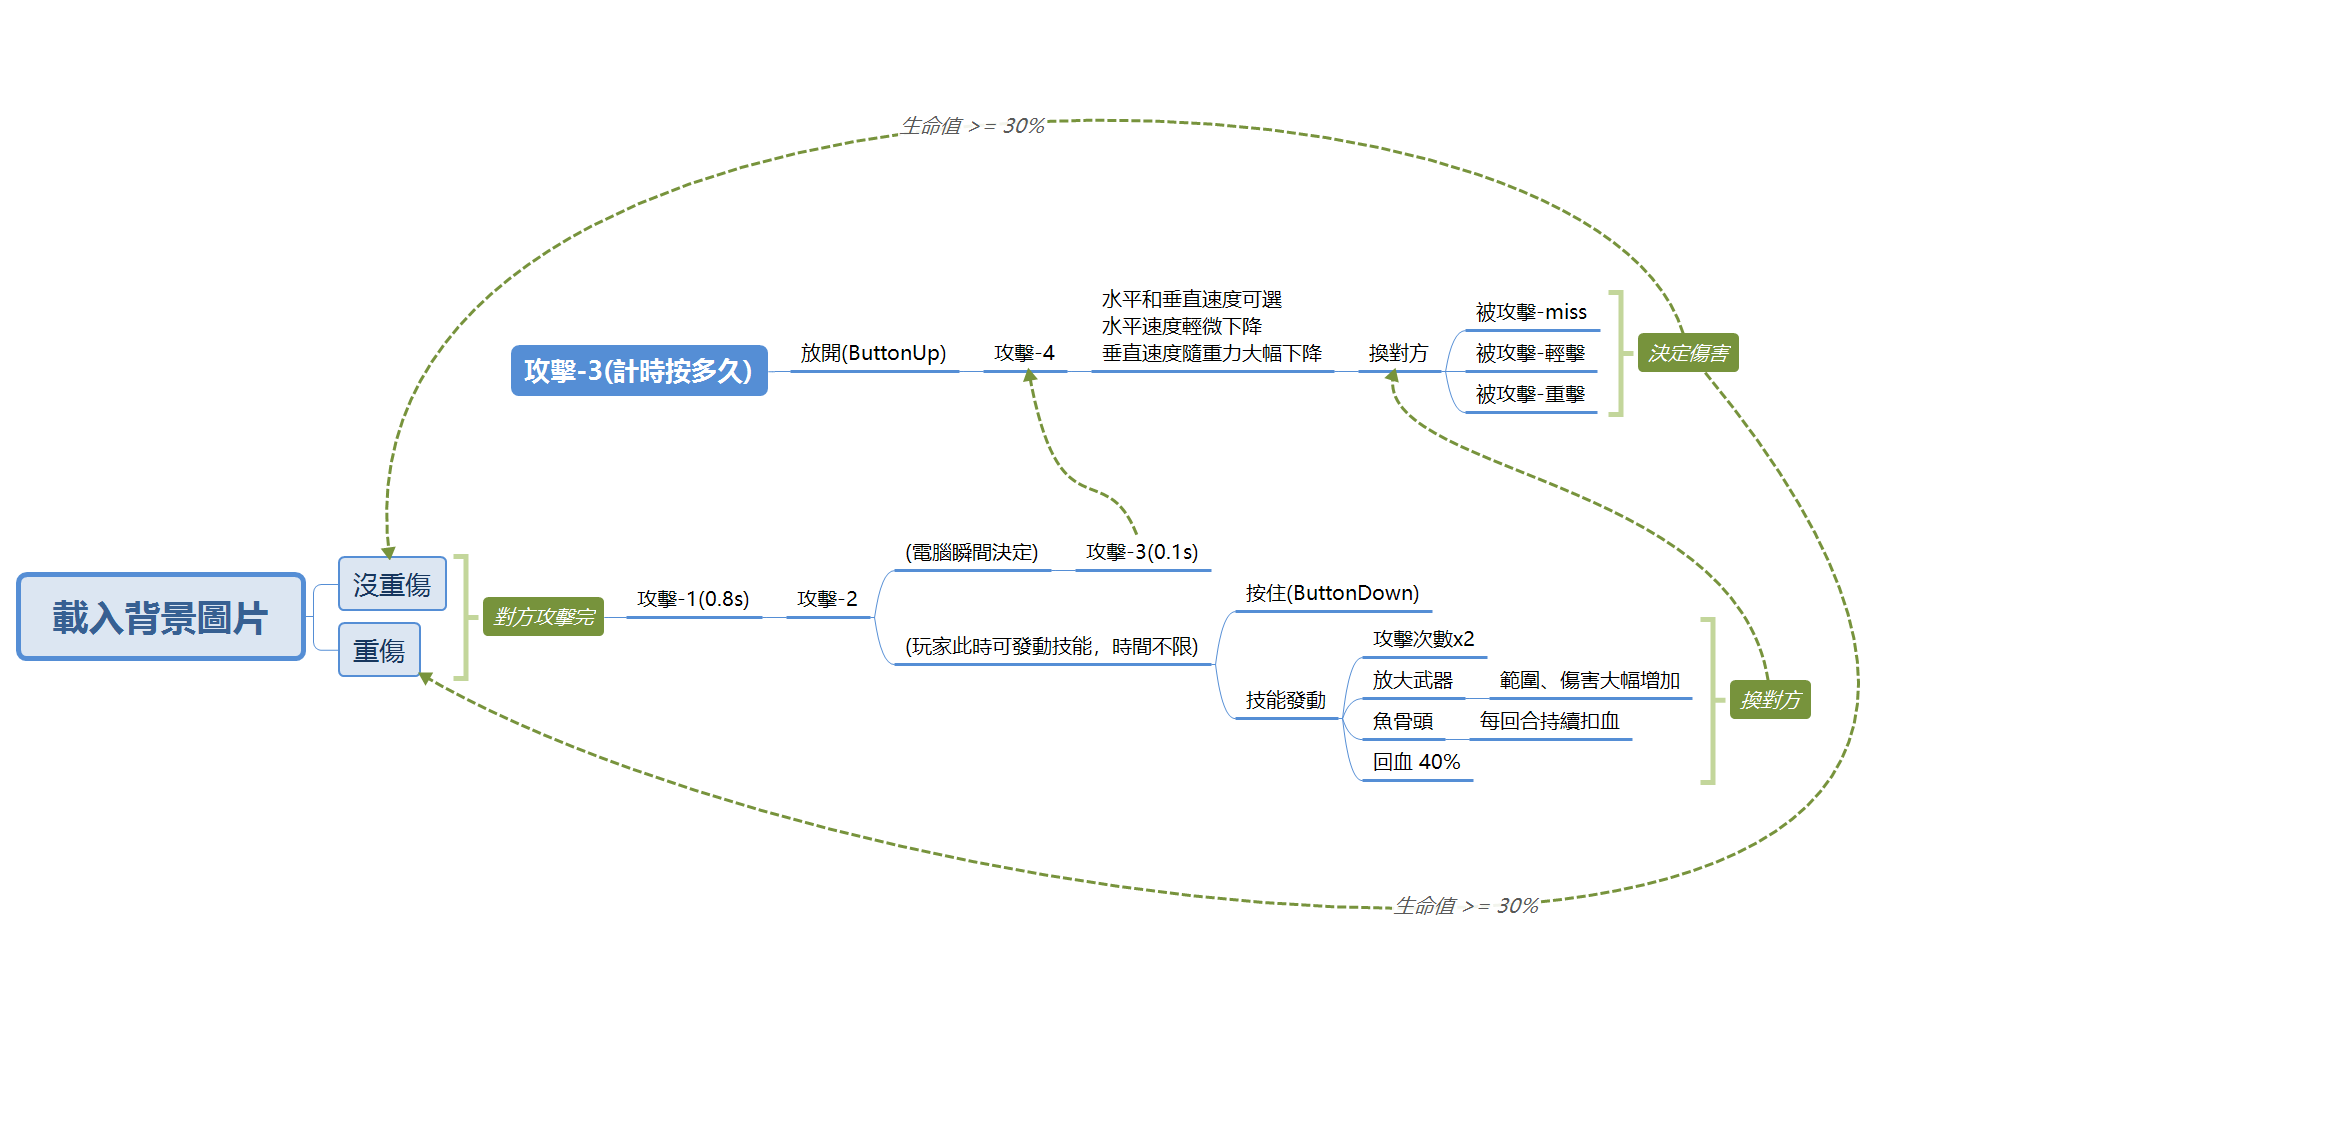 生命值 >= 30%
水平和垂直速度可選
水平速度輕微下降
垂直速度隨重力大幅下降
攻擊-3(計時按多久)
放開(ButtonUp)
攻擊-4
換對方
被攻擊-miss
被攻擊-輕擊
被攻擊-重擊
決定傷害
載入背景圖片
沒重傷
重傷
對方攻擊完
攻擊-1(0.8s)
攻擊-2
(電腦瞬間決定)
攻擊-3(0.1s)
(玩家此時可發動技能，時間不限)
按住(ButtonDown)
技能發動
攻擊次數x2
放大武器
範圍、傷害大幅增加
魚骨頭
每回合持續扣血
回血 40%
換對方
生命值 >= 30%